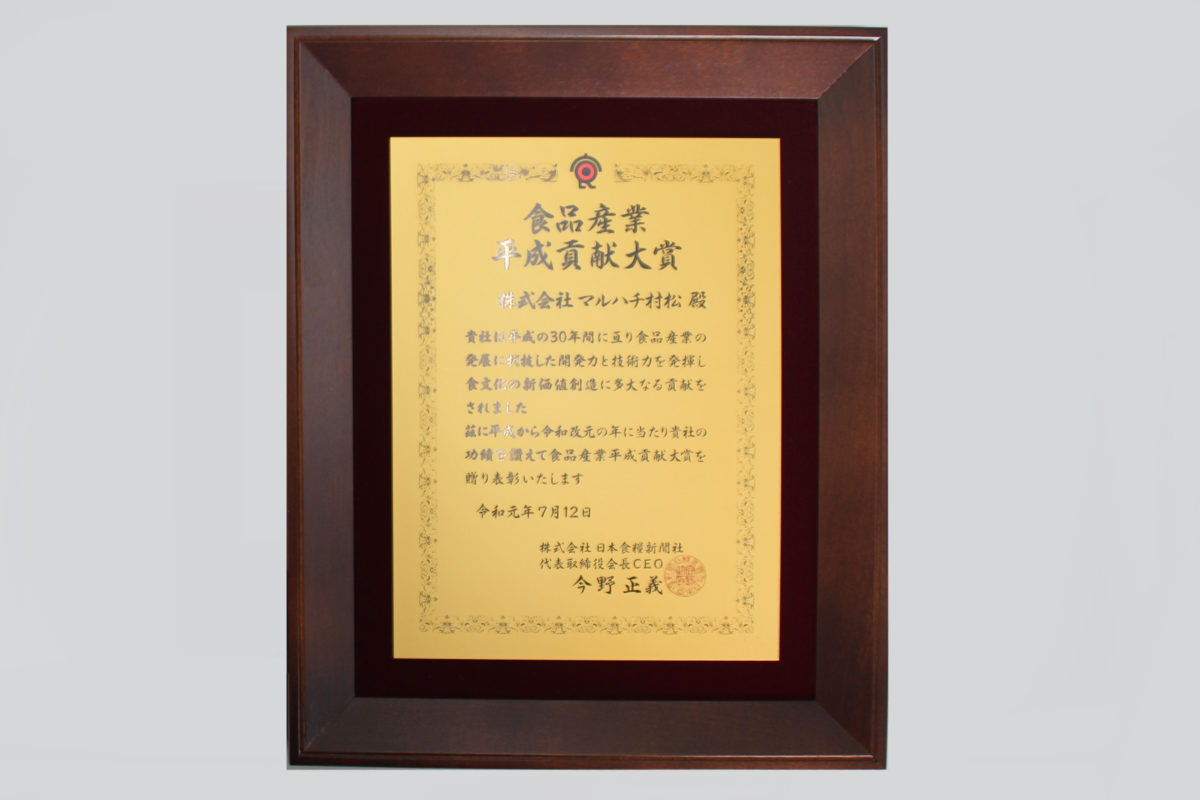 食品産業
平成貢献大賞
株式会社 マルハチ村松 殿
貴社は平成の30年間に亘り食品産業の
発展に卓抜した開発力と技術力を発揮し
食文化の新価値創造に多大なる貢献を
されました
茲に平成から令和改元の年に当たり貴社の
功績を讃えて食品産業平成貢献大賞を
贈り表彰いたします
令和元年7月12日
株式会社 日本食糧新聞社
代表取締役会長CEO
今野 正義